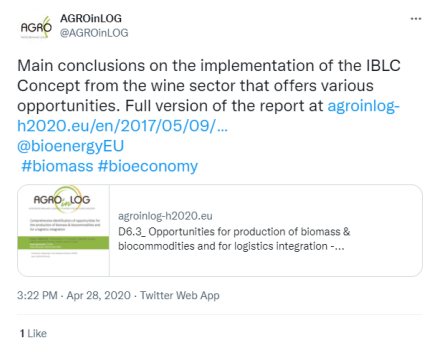 AGROinLOG
@AGROinLOG
AGRO
Main conclusions on the implementation of the IBLC
Concept from the wine sector that offers various
opportunities. Full version of the report at agroinlog-
h2020.eu/en/2017/05/09/...
@bioenergyEU
#biomass #bioeconomy
AGROinLOG
agroinlog-h2020.eu
D6.3_ Opportunities for production of biomass &
biocommodities and for logistics integration -...
3:22 PM · Apr 28, 2020 · Twitter Web App
1 Like